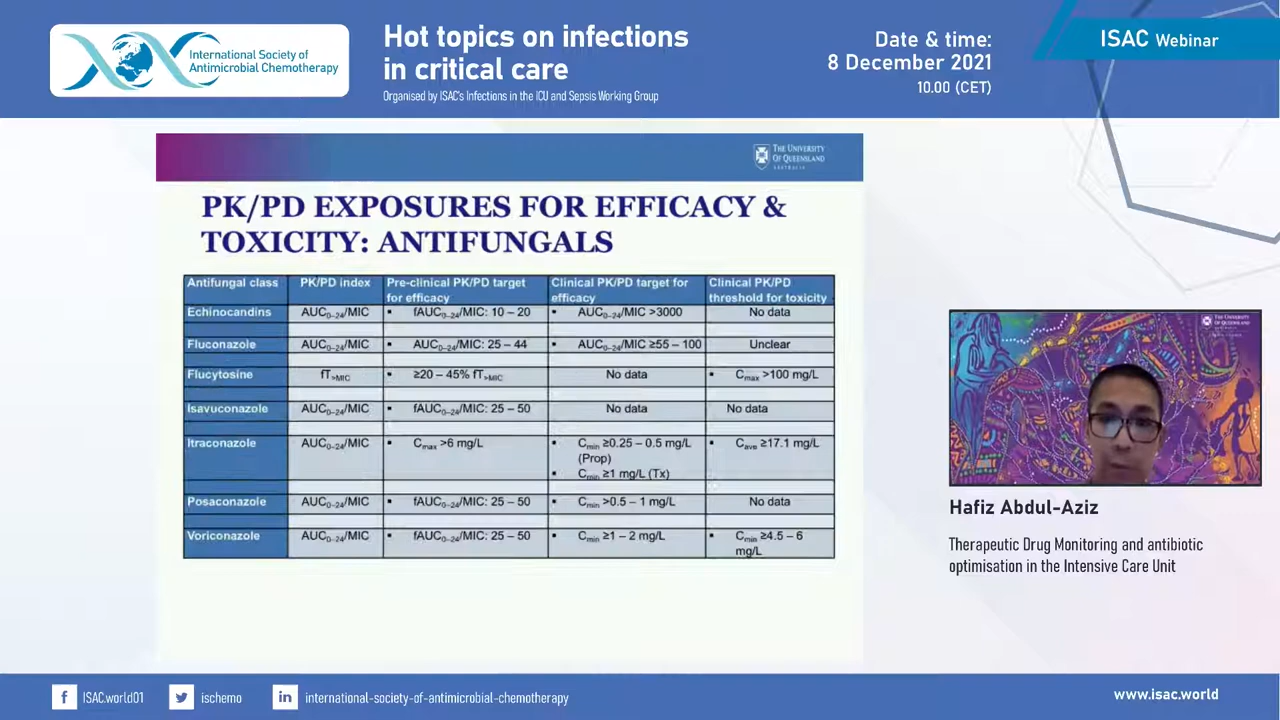 International Society of
Antimicrobial Chemotherapy
Hot topics on infections
in critical care
Organised by ISAC's Infections in the ICU and Sepsis Working Group
Date & time:
8 December 2021
10.00 (CET)
ISAC Webinar
THE UNIVERSITY
OF QUEENSLAND
AUSTRALIA
PK/PD EXPOSURES FOR EFFICACY &
TOXICITY: ANTIFUNGALS
Antifungal class PK/PD index Pre-clinical PK/PD target for efficacy Clinical PK/PD target for efficacy Clinical PK/PD threshold for toxicity
Echinocandins AUC0–24/MIC ▪ fAUC0–24/MIC: 10 – 20 ▪ AUC0–24/MIC >3000 No data
Fluconazole AUC0–24/MIC ▪ AUC0–24/MIC: 25 – 44 ▪ AUC0–24/MIC ≥55 – 100 Unclear
Flucytosine fT>MIC ▪ ≥20 – 45% fT>MIC No data ▪ Cmax >100 mg/L
Isavuconazole AUC0–24/MIC ▪ fAUC0–24/MIC: 25 – 50 No data No data
Itraconazole AUC0–24/MIC ▪ Cmax >6 mg/L ▪ Cmin ≥0.25 – 0.5 mg/L (Prop) ▪ Cmin ≥1 mg/L (Tx) ▪ Cave ≥17.1 mg/L
Posaconazole AUC0–24/MIC ▪ fAUC0–24/MIC: 25 – 50 ▪ Cmin >0.5 – 1 mg/L No data
Voriconazole AUC0–24/MIC ▪ fAUC0–24/MIC: 25 – 50 ▪ Cmin ≥1 – 2 mg/L ▪ Cmin ≥4.5 – 6 mg/L
THE UNIVERSITY
OF QUEENSLAND
Hafiz Abdul-Aziz
Therapeutic Drug Monitoring and antibiotic
optimisation in the Intensive Care Unit
ISAC.world01 ischemo international-society-of-antimicrobial-chemotherapy
www.isac.world